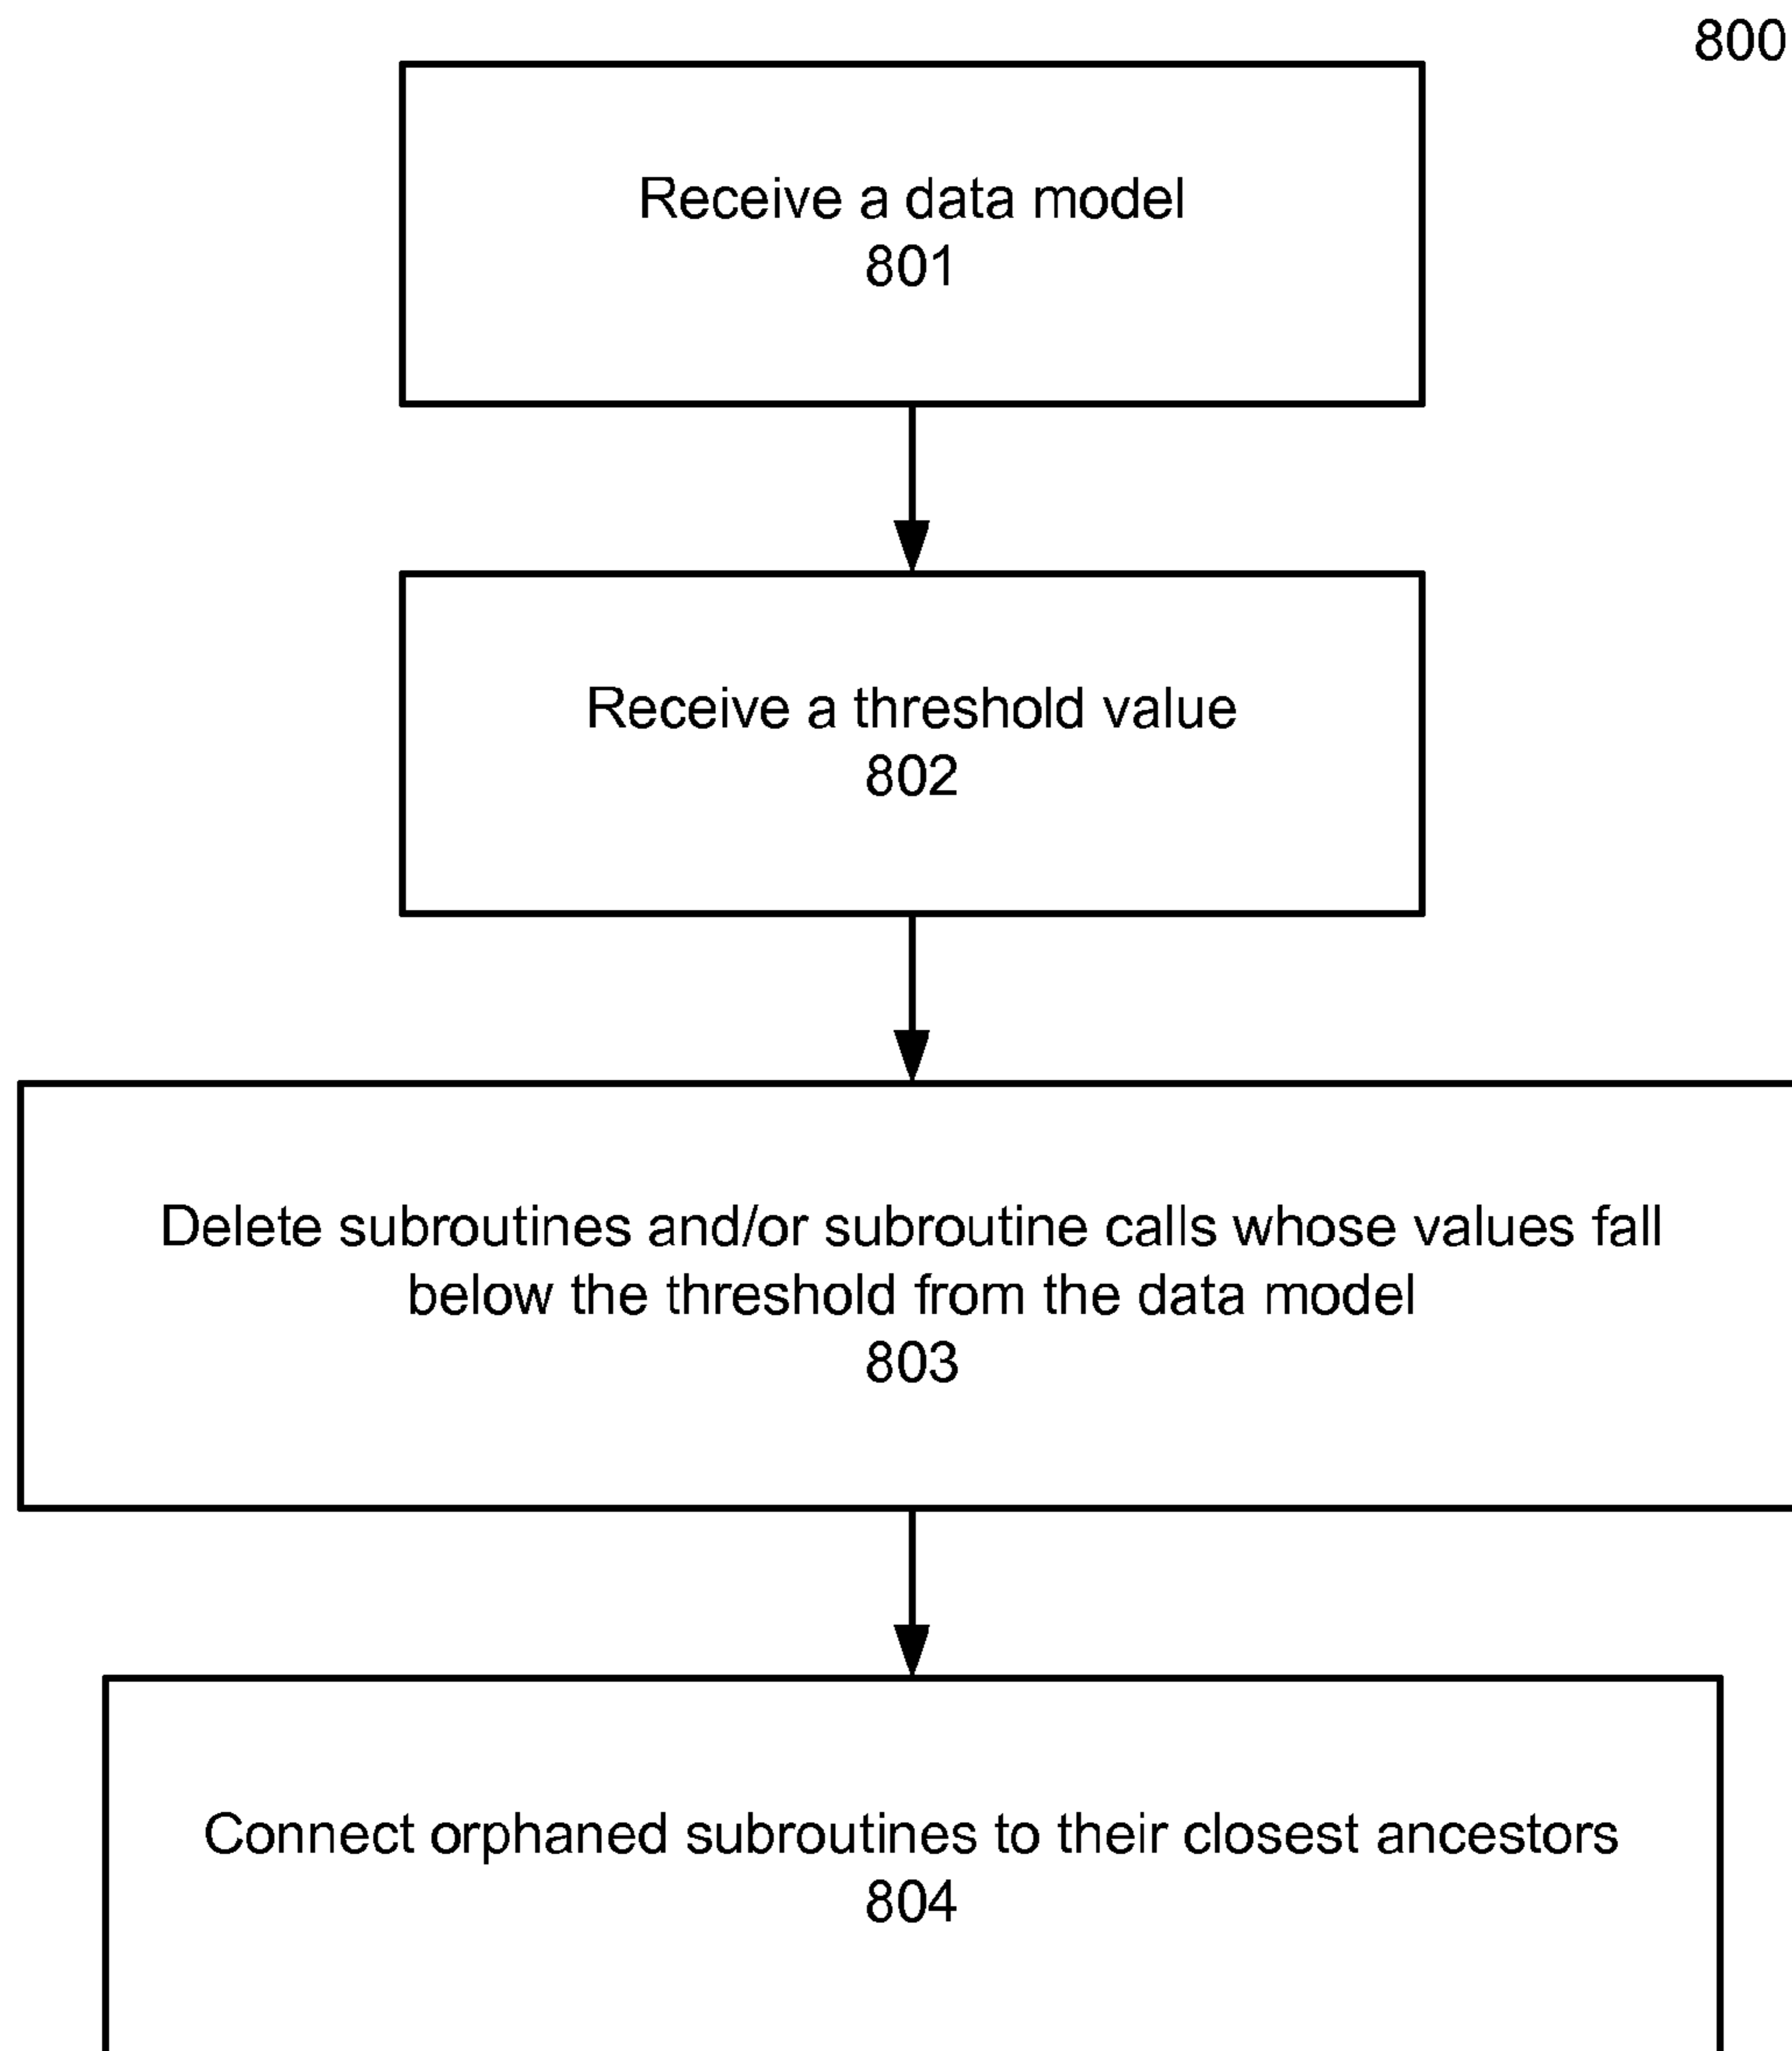 800
Receive a data model
801
Receive a threshold value
802
Delete subroutines and/or subroutine calls whose values fall
below the threshold from the data model
803
Connect orphaned subroutines to their closest ancestors
804